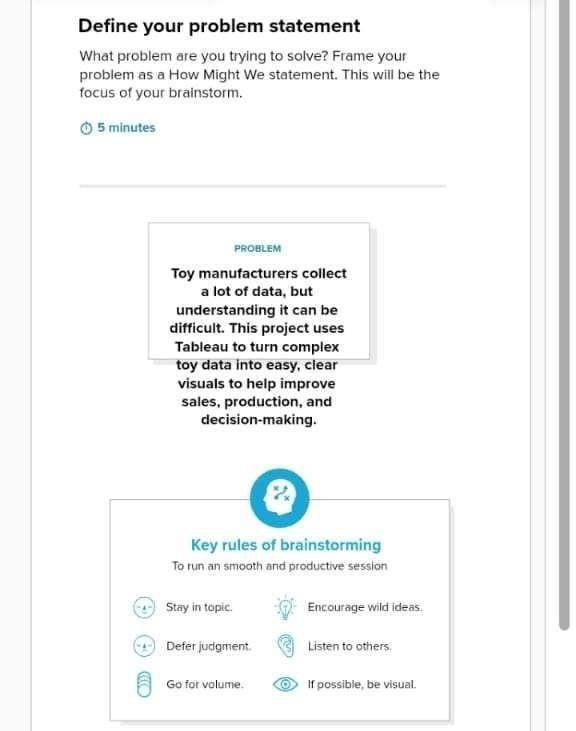 Define your problem statement
What problem are you trying to solve? Frame your
problem as a How Might We statement. This will be the
focus of your brainstorm.
5 minutes
PROBLEM
Toy manufacturers collect
a lot of data, but
understanding it can be
difficult. This project uses
Tableau to turn complex
toy data into easy, clear
visuals to help improve
sales, production, and
decision-making.
Key rules of brainstorming
To run an smooth and productive session
Stay in topic.
Encourage wild ideas.
Defer judgment.
Listen to others.
Go for volume.
If possible, be visual.